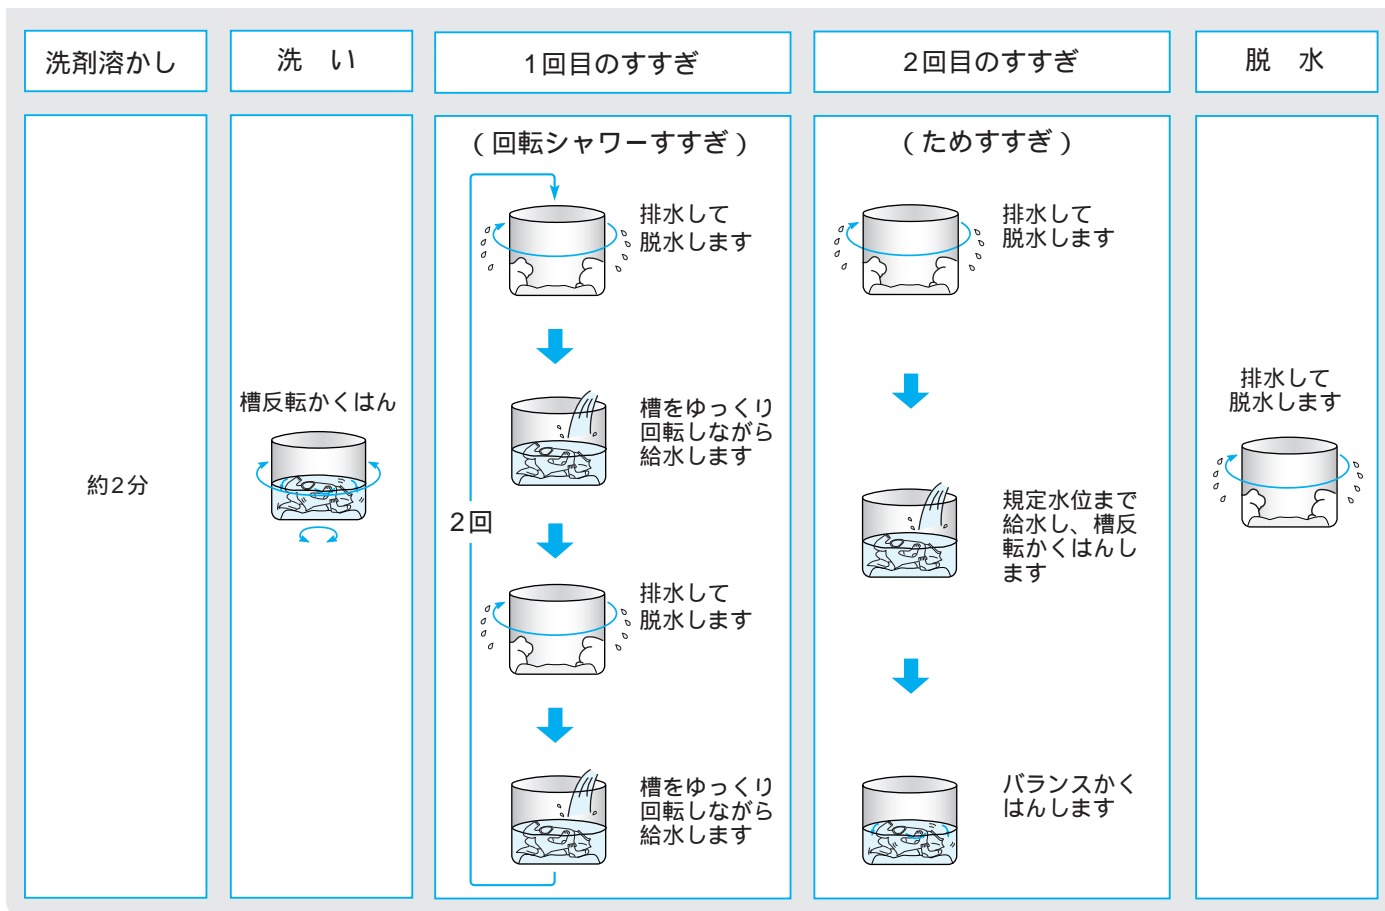 洗剤溶かし
洗 い
1回目のすすぎ
2回目のすすぎ
脱 水
約2分
槽反転かくはん
(回転シャワーすすぎ)
排水して
脱水します
槽をゆっくり
回転しながら
給水します
2回
排水して
脱水します
槽をゆっくり
回転しながら
給水します
(ためすすぎ)
排水して
脱水します
規定水位まで
給水し、槽反
転かくはんし
ます
バランスかく
はんします
排水して
脱水します